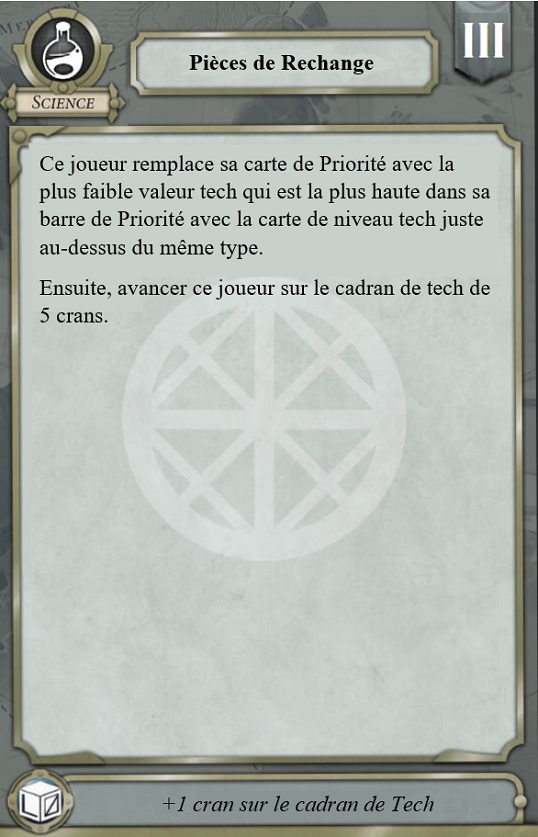 III
Pièces de Rechange
SCIENCE
Ce joueur remplace sa carte de Priorité avec la
plus faible valeur tech qui est la plus haute dans sa
barre de Priorité avec la carte de niveau tech juste
au-dessus du même type.
Ensuite, avancer ce joueur sur le cadran de tech de
5 crans.
+1 cran sur le cadran de Tech